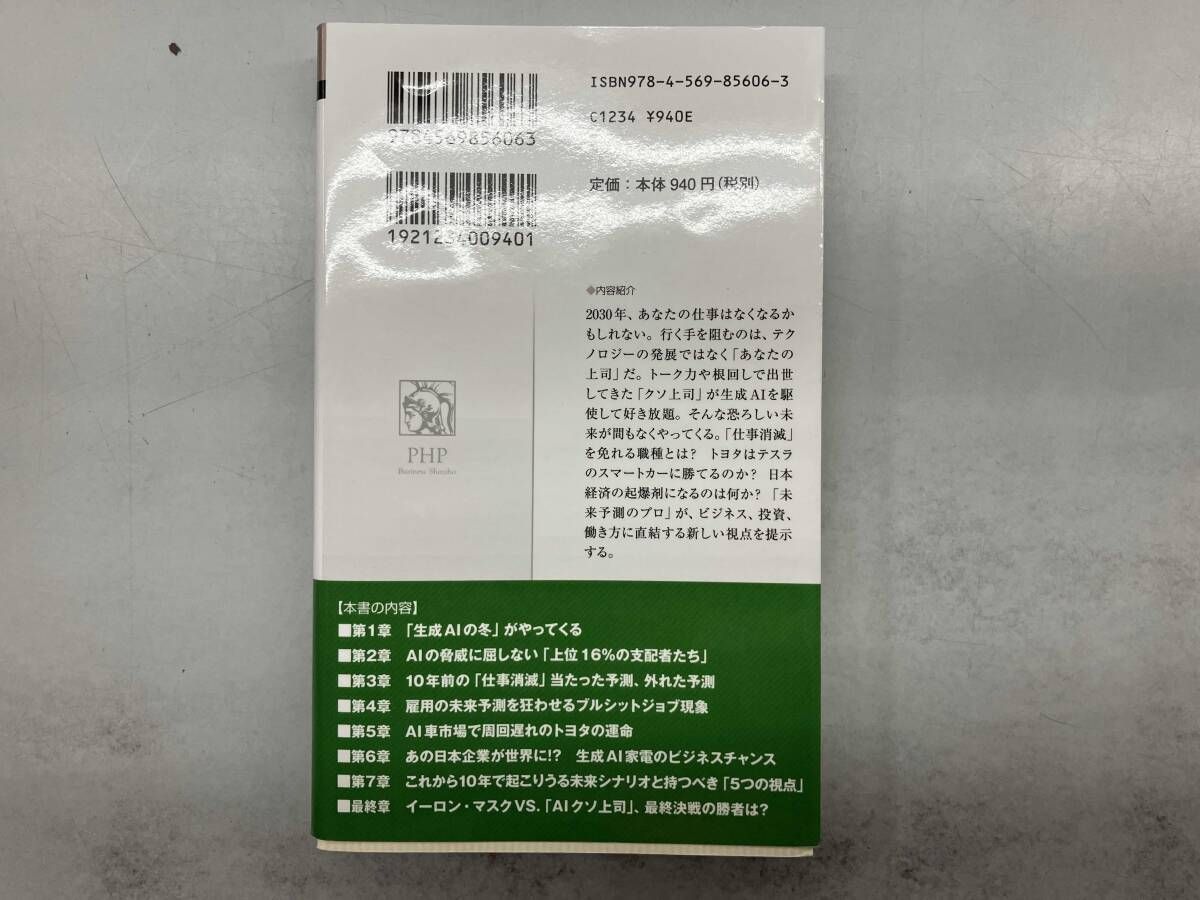 ISBN978-4-569-85606-3
C1234 ¥940E
9784569856063
定価：本体940円(税別)
1921234009401
◆内容紹介
2030年、あなたの仕事はなくなるか
もしれない。行く手を阻むのは、テク
ノロジーの発展ではなく「あなたの
上司」だ。トーク力や根回しで出世
してきた「クソ上司」が生成AIを駆
使して好き放題。そんな恐ろしい未
来が間もなくやってくる。「仕事消滅」
を免れる職種とは？ トヨタはテスラ
のスマートカーに勝てるのか？ 日本
経済の起爆剤になるのは何か？「未
来予測のプロ」が、ビジネス、投資、
働き方に直結する新しい視点を提示
する。
PHP
Business Shinsho
【本書の内容】
■第1章 「生成AIの冬」がやってくる
■第2章 AIの脅威に屈しない「上位16%の支配者たち」
■第3章 10年前の「仕事消滅」当たった予測、外れた予測
■第4章 雇用の未来予測を狂わせるブルシットジョブ現象
■第5章 AI車市場で周回遅れのトヨタの運命
■第6章 あの日本企業が世界に!? 生成AI家電のビジネスチャンス
■第7章 これから10年で起こりうる未来シナリオと持つべき「5つの視点」
■最終章 イーロン・マスクVS.「AIクソ上司」、最終決戦の勝者は？